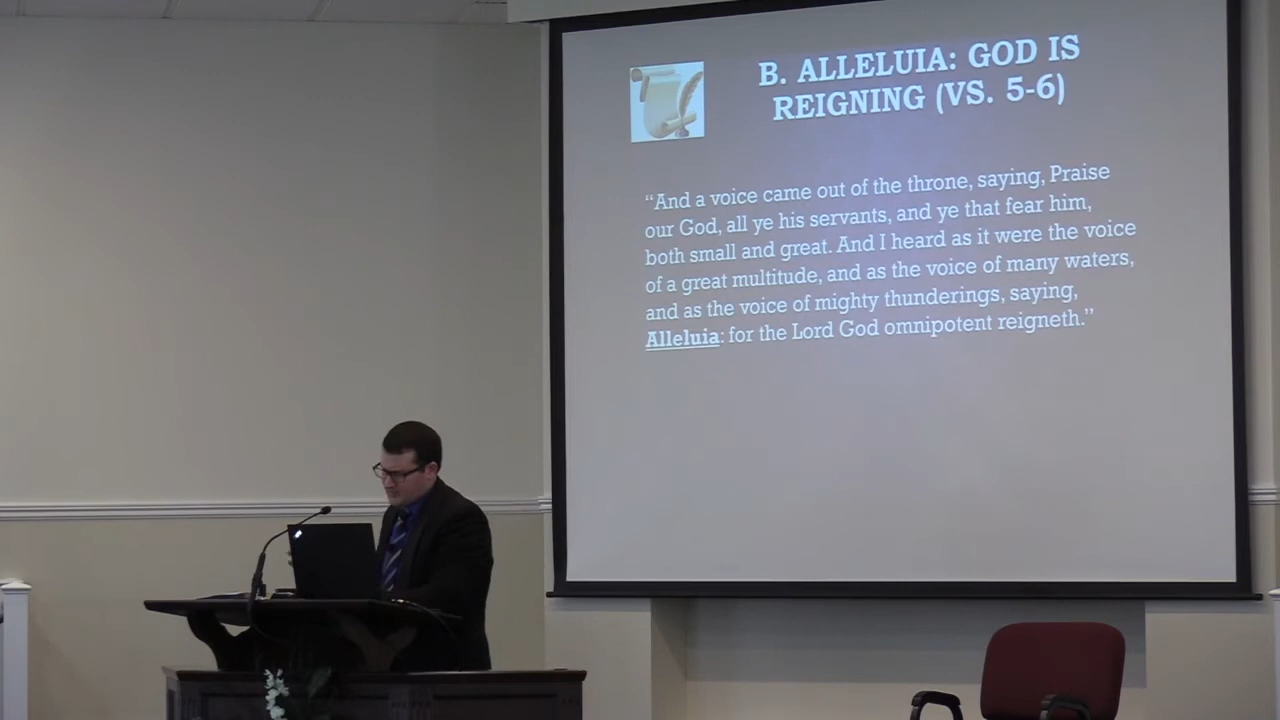 B. ALLELUIA: GOD IS
REIGNING (VS. 5-6)
“And a voice came out of the throne, saying, Praise
our God, all ye his servants, and ye that fear him,
both small and great. And I heard as it were the voice
of a great multitude, and as the voice of many waters,
and as the voice of mighty thunderings, saying,
Alleluia: for the Lord God omnipotent reigneth.”